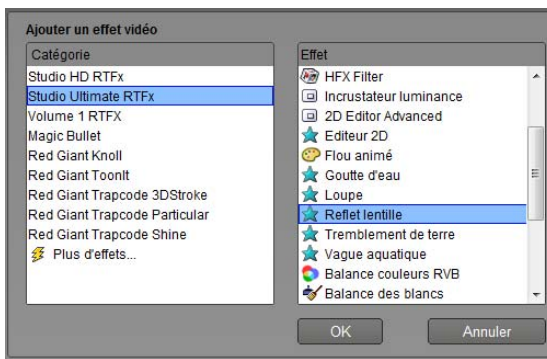 Ajouter un effet vidéo
Catégorie
Studio HD RTFx
Studio Ultimate RTFx
Volume 1 RTFX
Magic Bullet
Red Giant Knoll
Red Giant ToonIt
Red Giant Trapcode 3DStroke
Red Giant Trapcode Particular
Red Giant Trapcode Shine
Plus d'effets...
Effet
HFX Filter
Incrustateur luminance
2D Editor Advanced
Editeur 2D
Flou animé
Goutte d'eau
Loupe
Reflet lentille
Tremblement de terre
Vague aquatique
Balance couleurs RVB
Balance des blancs
OK
Annuler